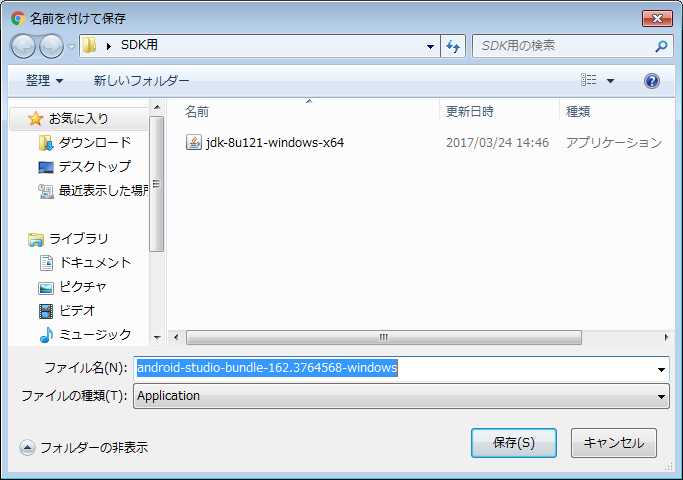 名前を付けて保存
SDK用
SDK用の検索
整理
新しいフォルダー
名前
更新日時
種類
お気に入り
ダウンロード
デスクトップ
最近表示した場所
ライブラリ
ドキュメント
ピクチャ
ビデオ
ミュージック
jdk-8u121-windows-x64
2017/03/24 14:46
アプリケーション
ファイル名(N):
android-studio-bundle-162.3764568-windows
ファイルの種類(T):
Application
フォルダーの非表示
保存(S)
キャンセル